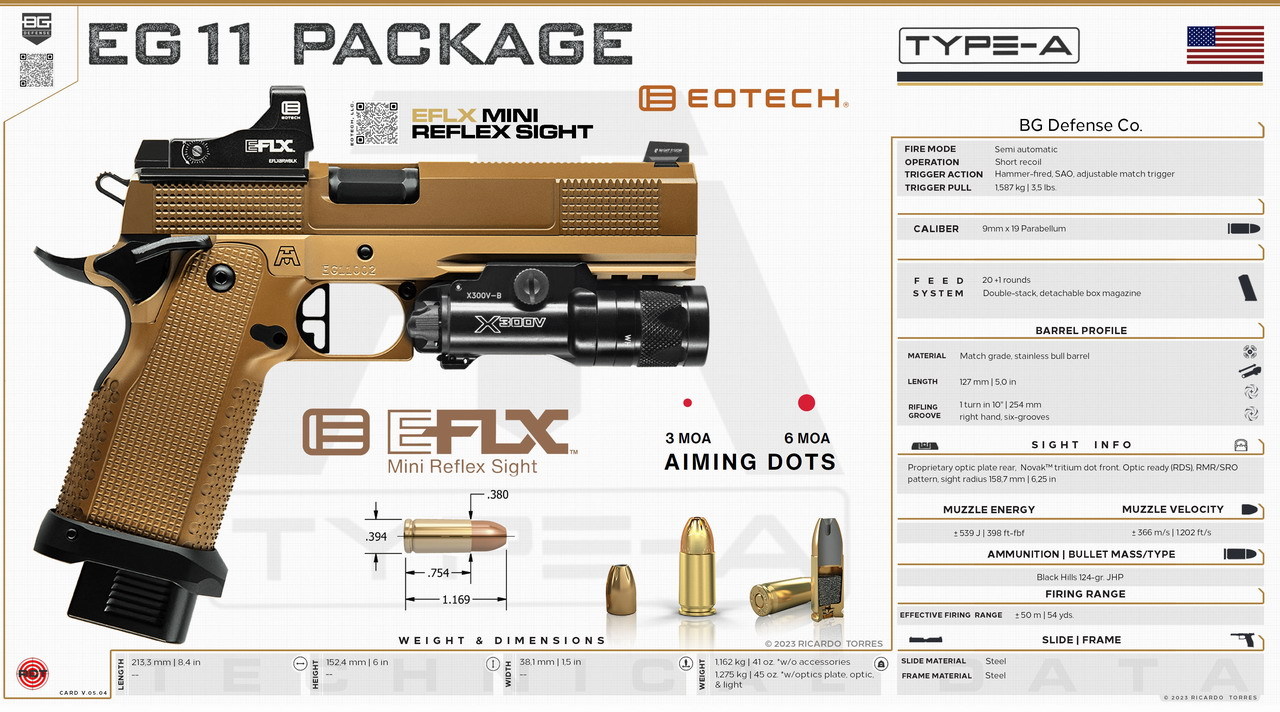 BG
DEFENSE
EG11 PACKAGE
TYPE-A
EOTECH®
EOTECH, LLC.
EFLX MINI
REFLEX SIGHT
EOTECH
EFLX
EG11002
X300V-B
X300V
EFLX™
Mini Reflex Sight
3 MOA
6 MOA
AIMING DOTS
.380
.394
.754
1.169
TYPE-A
© 2023 RICARDO TORRES
WEIGHT & DIMENSIONS
LENGTH
213.3 mm | 8.4 in
--
HEIGHT
152.4 mm | 6 in
--
WIDTH
38.1 mm | 1.5 in
--
WEIGHT
1,162 kg | 41 oz. *w/o accessories
1,275 kg | 45 oz. *w/optics plate, optic,
& light
RDT
CARD V.05.04
TECHNICAL DATA
BG Defense Co.
FIRE MODE Semi automatic
OPERATION Short recoil
TRIGGER ACTION Hammer-fired, SAO, adjustable match trigger
TRIGGER PULL 1,587 kg | 3,5 lbs.
CALIBER 9mm x 19 Parabellum
FEED 20 +1 rounds
SYSTEM Double-stack, detachable box magazine
BARREL PROFILE
MATERIAL Match grade, stainless bull barrel
LENGTH 127 mm | 5,0 in
RIFLING
GROOVE
1 turn in 10" | 254 mm
right hand, six-grooves
SIGHT INFO
Proprietary optic plate rear, Novak™ tritium dot front. Optic ready (RDS), RMR/SRO
pattern, sight radius 158,7 mm | 6,25 in
MUZZLE ENERGY
MUZZLE VELOCITY
± 539 J | 398 ft-fbf
± 366 m/s | 1.202 ft/s
AMMUNITION | BULLET MASS/TYPE
Black Hills 124-gr. JHP
FIRING RANGE
EFFECTIVE FIRING RANGE ± 50 m | 54 yds.
SLIDE | FRAME
SLIDE MATERIAL Steel
FRAME MATERIAL Steel
© 2023 RICARDO TORRES